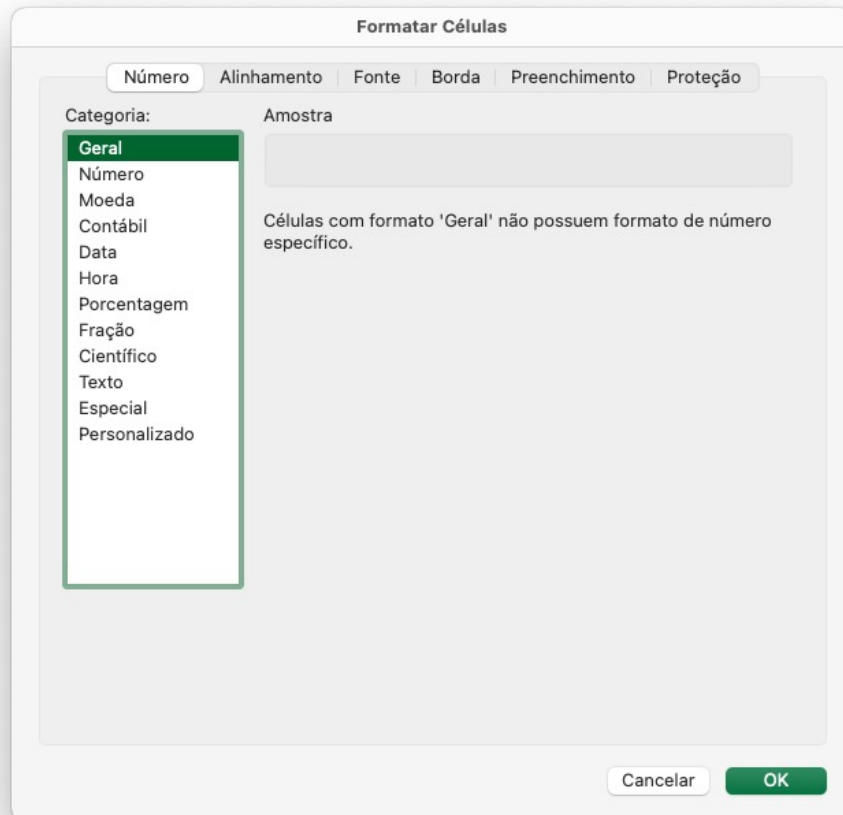 Formatar Células
Número Alinhamento Fonte Borda Preenchimento Proteção
Categoria:
Geral
Número
Moeda
Contábil
Data
Hora
Porcentagem
Fração
Científico
Texto
Especial
Personalizado
Amostra
Células com formato 'Geral' não possuem formato de número
específico.
Cancelar OK